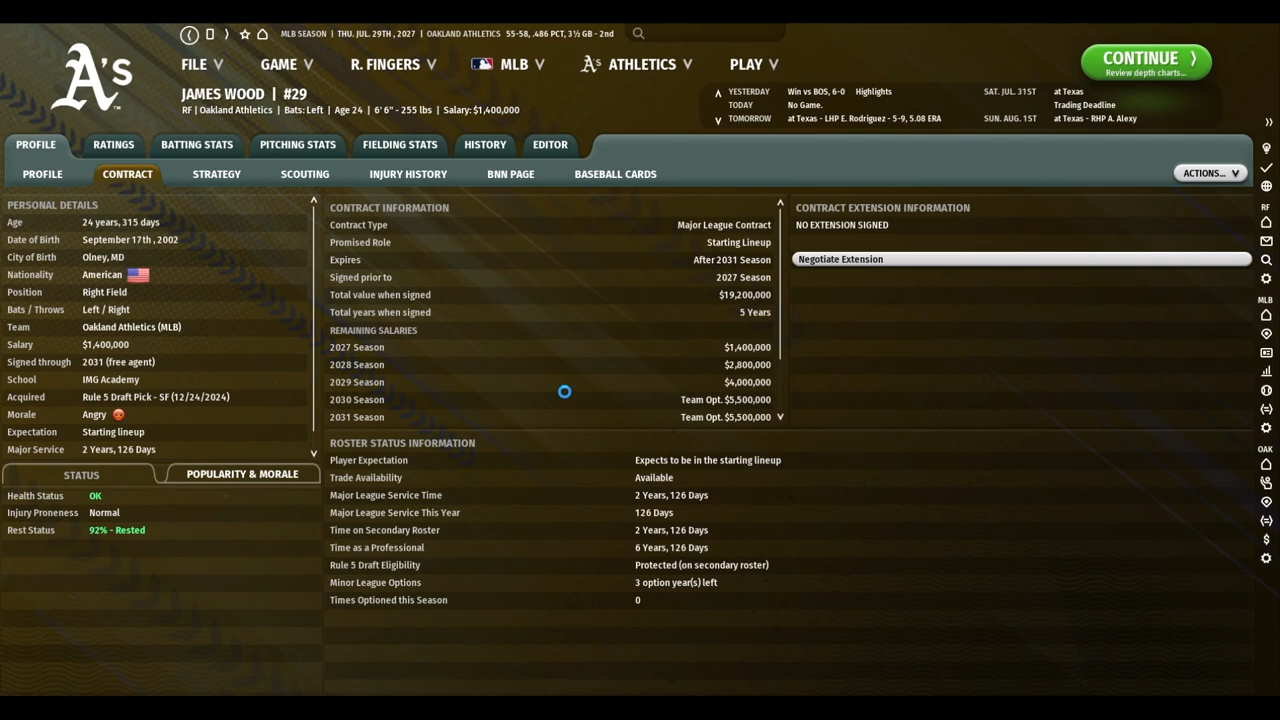 MLB SEASON | THU. JUL. 29TH , 2027 | OAKLAND ATHLETICS 55-58, .486 PCT, 3½ GB - 2nd
A's
FILE GAME R. FINGERS MLB A's ATHLETICS PLAY
CONTINUE
Review depth charts...
JAMES WOOD | #29
RF | Oakland Athletics | Bats: Left | Age 24 | 6' 6" - 255 lbs | Salary: $1,400,000
YESTERDAY Win vs BOS, 6-0 Highlights SAT. JUL. 31ST at Texas
TODAY No Game. Trading Deadline
TOMORROW at Texas - LHP E. Rodriguez - 5-9, 5.08 ERA SUN. AUG. 1ST at Texas - RHP A. Alexy
PROFILE RATINGS BATTING STATS PITCHING STATS FIELDING STATS HISTORY EDITOR
PROFILE CONTRACT STRATEGY SCOUTING INJURY HISTORY BNN PAGE BASEBALL CARDS ACTIONS...
PERSONAL DETAILS
Age 24 years, 315 days
Date of Birth September 17th , 2002
City of Birth Olney, MD
Nationality American
Position Right Field
Bats / Throws Left / Right
Team Oakland Athletics (MLB)
Salary $1,400,000
Signed through 2031 (free agent)
School IMG Academy
Acquired Rule 5 Draft Pick - SF (12/24/2024)
Morale Angry
Expectation Starting lineup
Major Service 2 Years, 126 Days
STATUS POPULARITY & MORALE
Health Status OK
Injury Proneness Normal
Rest Status 92% - Rested
CONTRACT INFORMATION
Contract Type Major League Contract
Promised Role Starting Lineup
Expires After 2031 Season
Signed prior to 2027 Season
Total value when signed $19,200,000
Total years when signed 5 Years
REMAINING SALARIES
2027 Season $1,400,000
2028 Season $2,800,000
2029 Season $4,000,000
2030 Season Team Opt. $5,500,000
2031 Season Team Opt. $5,500,000
CONTRACT EXTENSION INFORMATION
NO EXTENSION SIGNED
Negotiate Extension
ROSTER STATUS INFORMATION
Player Expectation Expects to be in the starting lineup
Trade Availability Available
Major League Service Time 2 Years, 126 Days
Major League Service This Year 126 Days
Time on Secondary Roster 2 Years, 126 Days
Time as a Professional 6 Years, 126 Days
Rule 5 Draft Eligibility Protected (on secondary roster)
Minor League Options 3 option year(s) left
Times Optioned this Season 0
RF
MLB
OAK